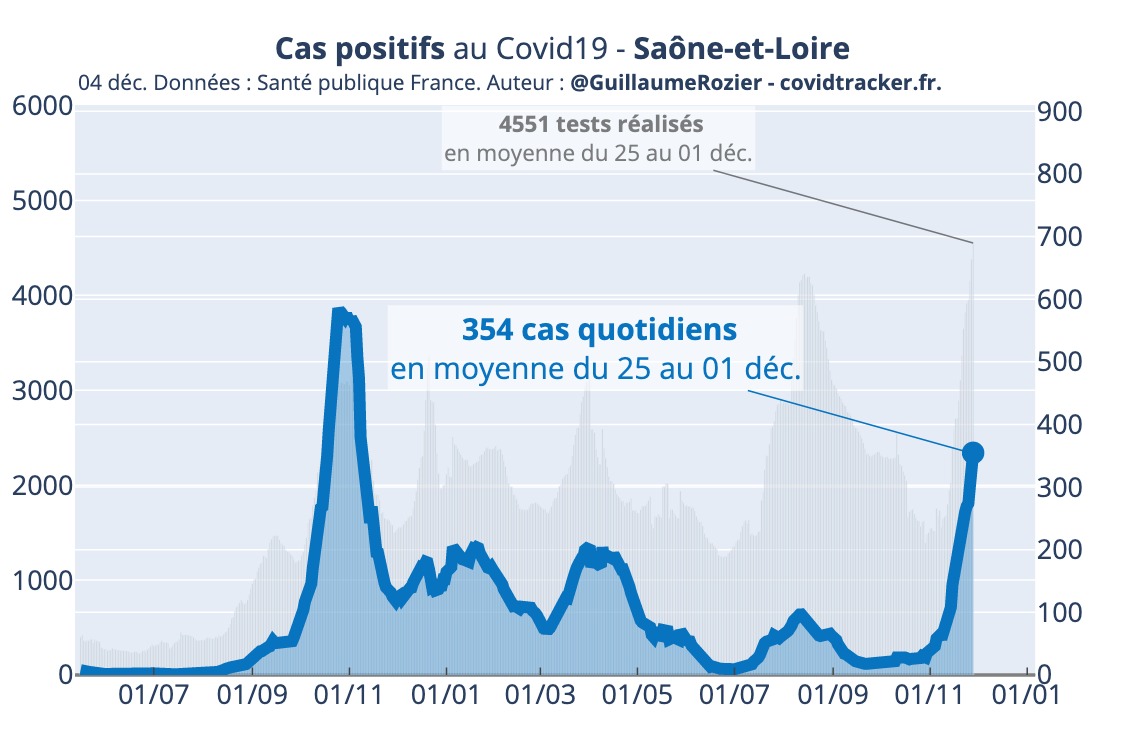 Cas positifs au Covid19 - Saône-et-Loire
04 déc. Données : Santé publique France. Auteur : @GuillaumeRozier - covidtracker.fr.
6000
5000
4000
3000
2000
1000
0
900
800
700
600
500
400
300
200
100
0
4551 tests réalisés
en moyenne du 25 au 01 déc.
354 cas quotidiens
en moyenne du 25 au 01 déc.
01/07 01/09 01/11 01/01 01/03 01/05 01/07 01/09 01/11 01/01